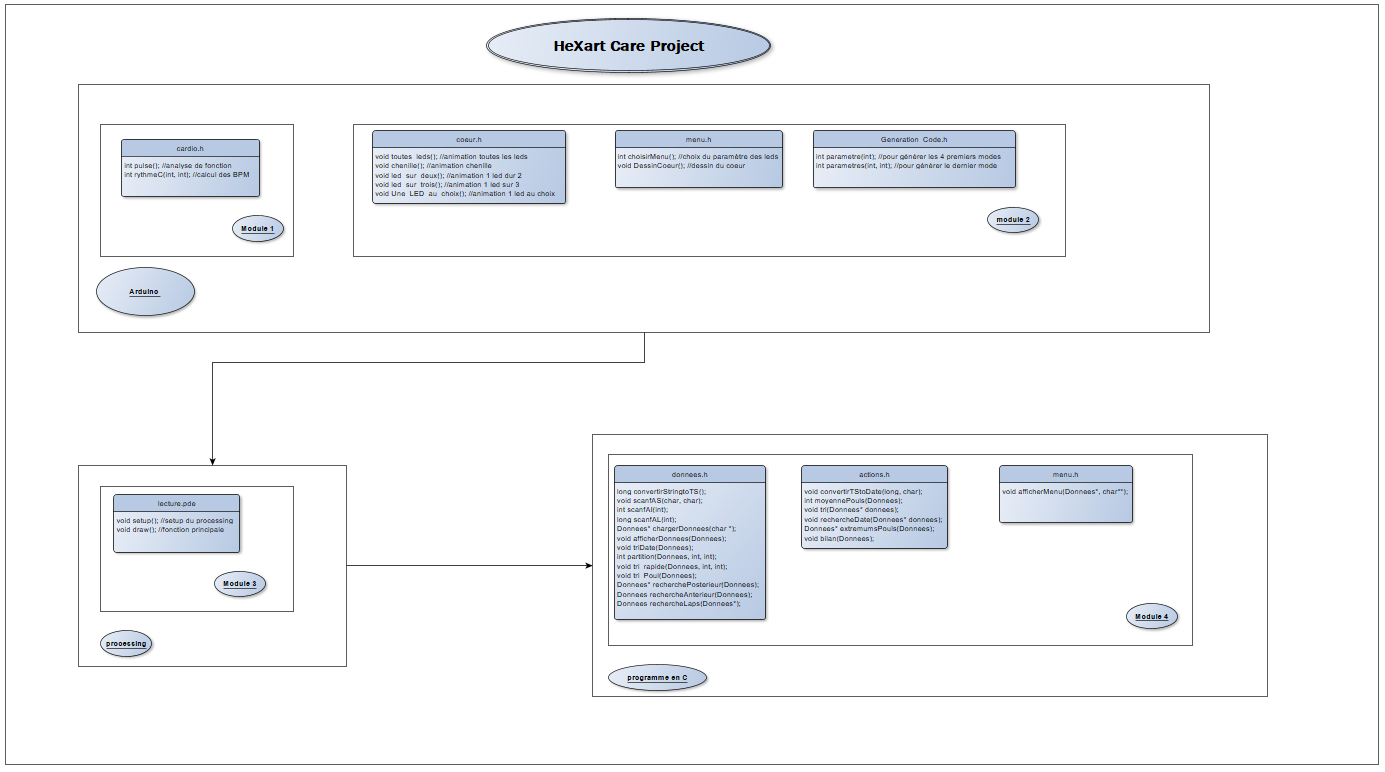 HeXart Care Project
cardio.h
int pulse(); //analyse de fonction
int rythmeC(int, int); //calcul des BPM
Module 1
coeur.h
void toutes_leds(); //animation toutes les leds
void chenille(); //animation chenille
void led_sur_deux(); //animation 1 led dur 2
void led_sur_trois(); //animation 1 led sur 3
void Une_LED_au_choix(); //animation 1 led au choix
menu.h
int choisirMenu(); //choix du paramètre des leds
void DessinCoeur(); //dessin du coeur
Generation_Code.h
int parametre(int); //pour générer les 4 premiers modes
int parametres(int, int); //pour générer le dernier mode
module 2
Arduino
lecture.pde
void setup(); //setup du processing
void draw(); //fonction principale
Module 3
processing
donnees.h
long convertirStringtoTS();
void scanfAS(char, char);
int scanfAI(int);
long scanfAL(int);
Donnees* chargerDonnees(char *);
void afficherDonnees(Donnees);
void triDate(Donnees);
int partition(Donnees, int, int);
void tri_rapide(Donnees, int, int);
void tri_Poul(Donnees);
Donnees* recherchePosterieur(Donnees);
Donnees rechercheAnterieur(Donnees);
Donnees rechercheLaps(Donnees*);
actions.h
void convertirTStoDate(long, char);
int moyennePouls(Donnees);
void tri(Donnees* donnees);
void rechercheDate(Donnees* donnees);
Donnees* extremumsPouls(Donnees);
void bilan(Donnees);
menu.h
void afficherMenu(Donnees*, char**);
Module 4
programme en C